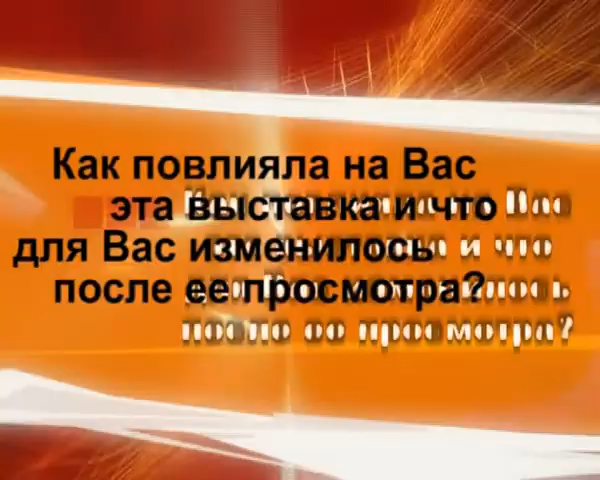 Как повлияла на Вас
эта выставка и что
для Вас изменилось
после ее просмотра?